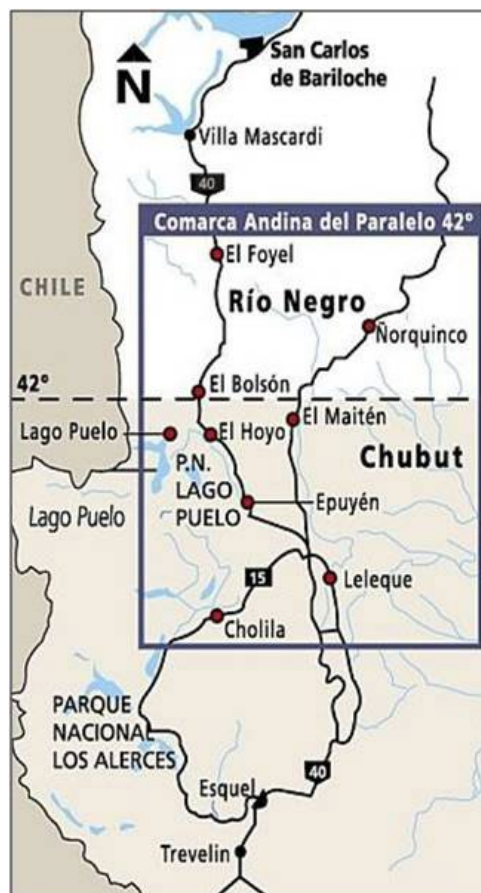 San Carlos
de Bariloche
N
Villa Mascardi
40
Comarca Andina del Paralelo 42°
El Foyel
CHILE
Río Negro
Ñorquinco
42°
El Bolsón
El Maitén
Lago Puelo
El Hoyo
Chubut
P.N.
LAGO
PUELO
Lago Puelo
Epuyén
15
Leleque
Cholila
PARQUE
NACIONAL
LOS ALERCES
40
Esquel
Trevelin